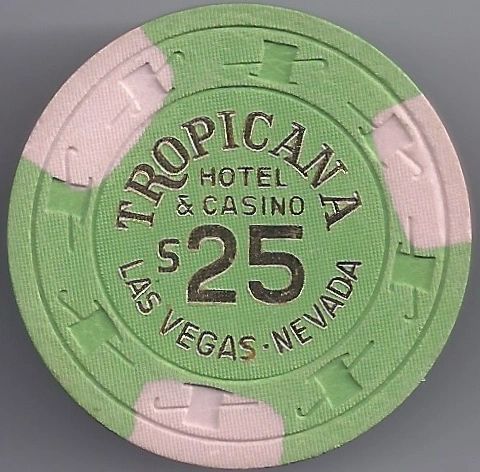 TROPICANA
HOTEL
& CASINO
$25
LAS VEGAS · NEVADA